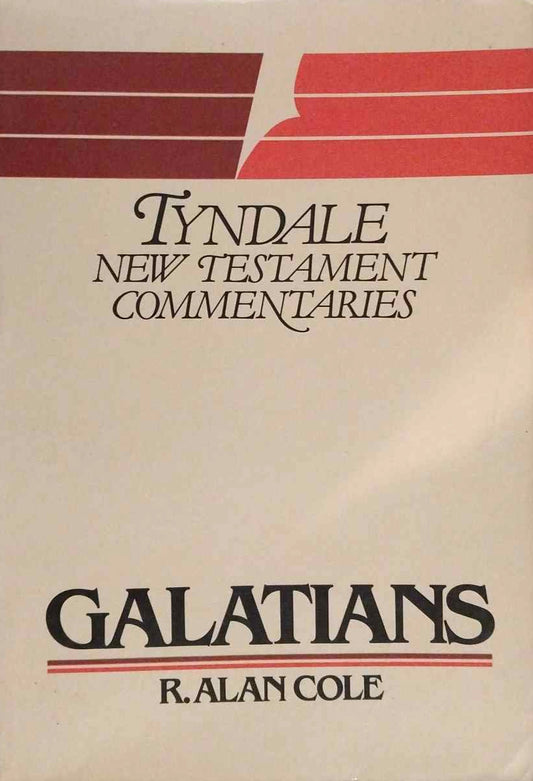 TYNDALE
NEW TESTAMENT
COMMENTARIES
GALATIANS
R. ALAN COLE